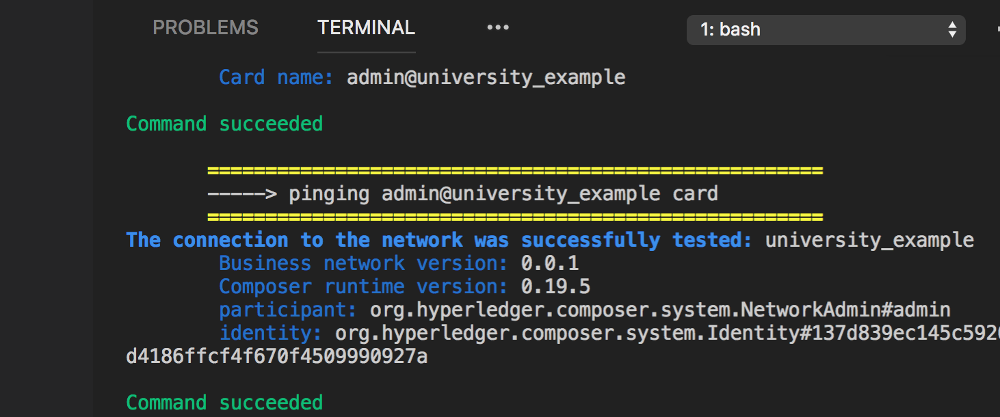 PROBLEMS TERMINAL ••• 1: bash
Card name: admin@university_example
Command succeeded
=====================================================
-----> pinging admin@university_example card
=====================================================
The connection to the network was successfully tested: university_example
Business network version: 0.0.1
Composer runtime version: 0.19.5
participant: org.hyperledger.composer.system.NetworkAdmin#admin
identity: org.hyperledger.composer.system.Identity#137d839ec145c592
d4186ffcf4f670f4509990927a
Command succeeded